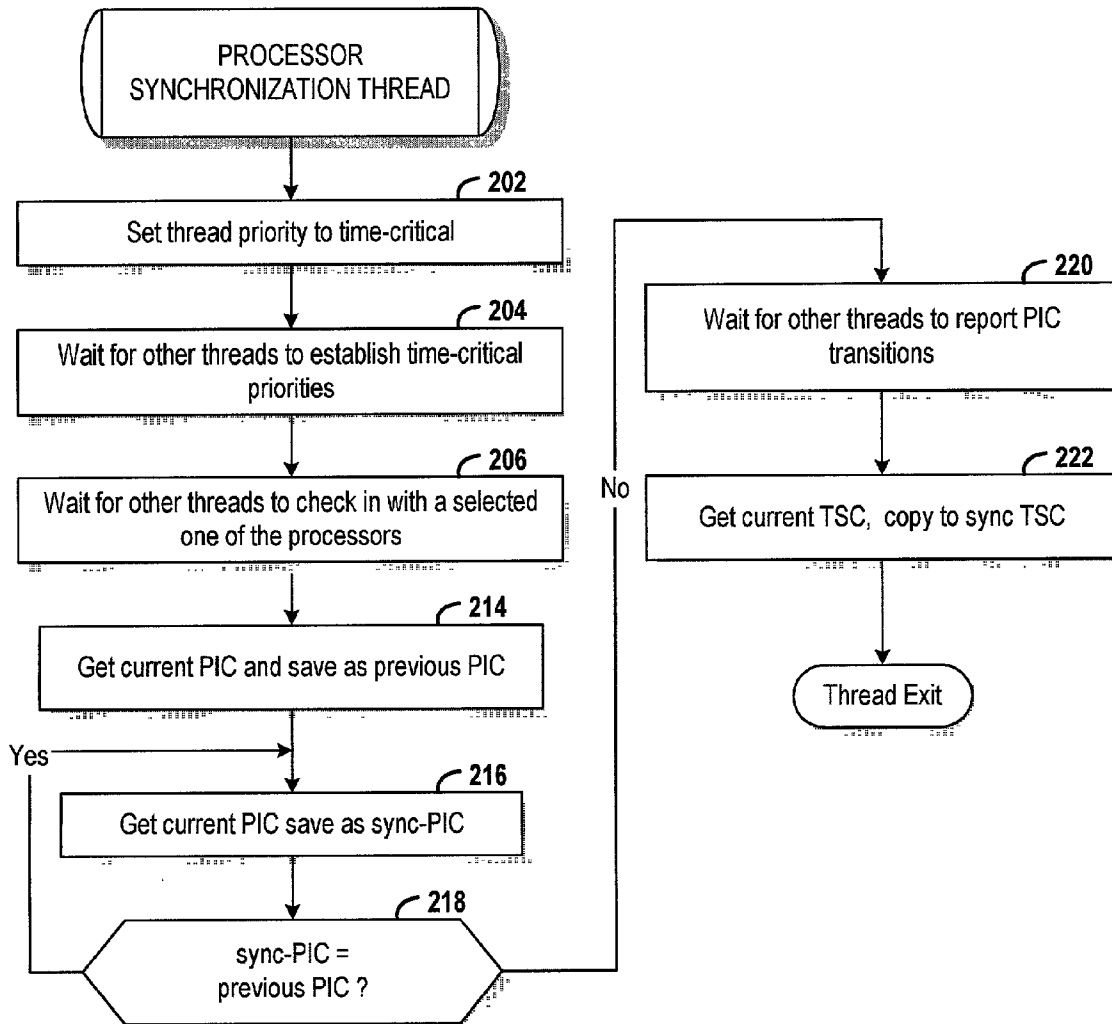 PROCESSOR
SYNCHRONIZATION THREAD
202
Set thread priority to time-critical
204
Wait for other threads to establish time-critical
priorities
206
Wait for other threads to check in with a selected
one of the processors
214
Get current PIC and save as previous PIC
Yes
216
Get current PIC save as sync-PIC
218
sync-PIC =
previous PIC ?
No
220
Wait for other threads to report PIC
transitions
222
Get current TSC, copy to sync TSC
Thread Exit